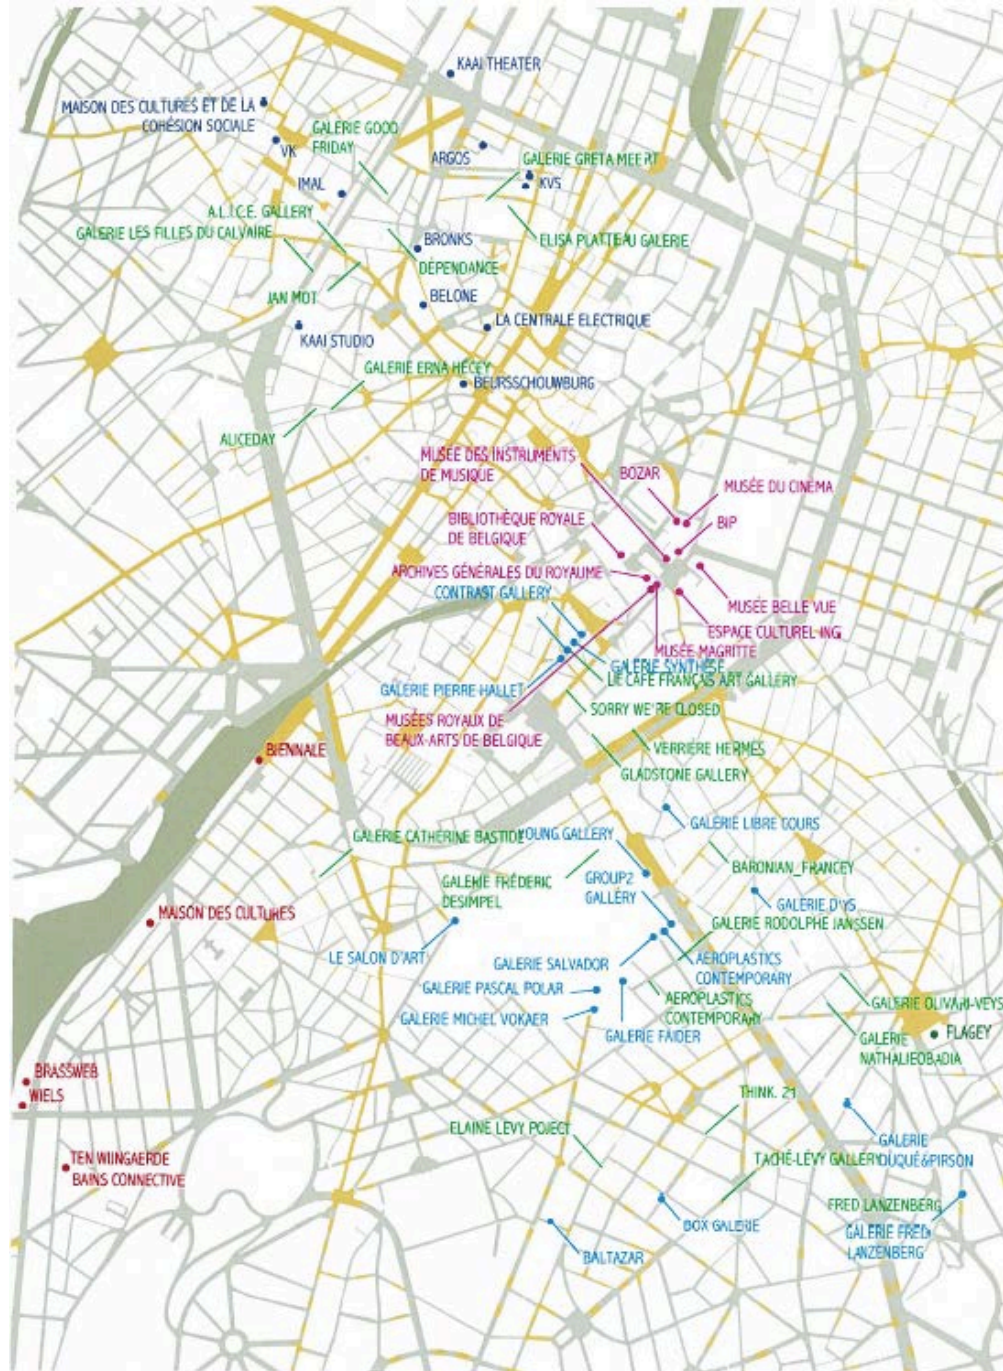 KAAI THEATER
MAISON DES CULTURES ET DE LA
COHÉSION SOCIALE
GALERIE GOOD
FRIDAY
VK
ARGOS
GALERIE GRETA MEERT
IMAL
KVS
A.L.I.C.E. GALLERY
GALERIE LES FILLES DU CALVAIRE
BRONKS
ELISA PLATTEAU GALERIE
DÉPENDANCE
JAN MOT
BELONE
LA CENTRALE ELECTRIQUE
KAAI STUDIO
GALERIE ERNA HÉCEY
BEURSSCHOUWBURG
ALICEDAY
MUSÉE DES INSTRUMENTS
DE MUSIQUE
BOZAR
MUSÉE DU CINÉMA
BIBLIOTHÈQUE ROYALE
DE BELGIQUE
BIP
ARCHIVES GÉNÉRALES DU ROYAUME
CONTRAST GALLERY
MUSÉE BELLE VUE
ESPACE CULTUREL ING
MUSÉE MAGRITTE
GALERIE SYNTHÈSE
LE CAFÉ FRANÇAIS ART GALLERY
GALERIE PIERRE HALLET
SORRY WE'RE CLOSED
MUSÉES ROYAUX DE
BEAUX-ARTS DE BELGIQUE
BIENNALE
VERRIÈRE HERMÈS
GLADSTONE GALLERY
GALERIE LIBRE COURS
GALERIE CATHERINE BASTIDE
YOUNG GALLERY
BARONIAN_FRANCEY
GALERIE FRÉDERIC
DESIMPEL
GROUP2
GALLERY
GALERIE D'YS
MAISON DES CULTURES
GALERIE RODOLPHE JANSSEN
LE SALON D'ART
GALERIE SALVADOR
AEROPLASTICS
CONTEMPORARY
GALERIE PASCAL POLAR
AEROPLASTICS
CONTEMPORARY
GALERIE OLIVARI-VEYS
GALERIE MICHEL VOKAER
GALERIE FAIDER
GALERIE
NATHALIEOBADIA
FLAGEY
BRASSWEB
WIELS
THINK. 21
ELAINE LEVY POJECT
GALERIE
DUQUÉ&PIRSON
TEN WIJNGAERDE
BAINS CONNECTIVE
TACHÉ-LÉVY GALLERY
FRED LANZENBERG
BOX GALERIE
GALERIE FRED
LANZENBERG
BALTAZAR